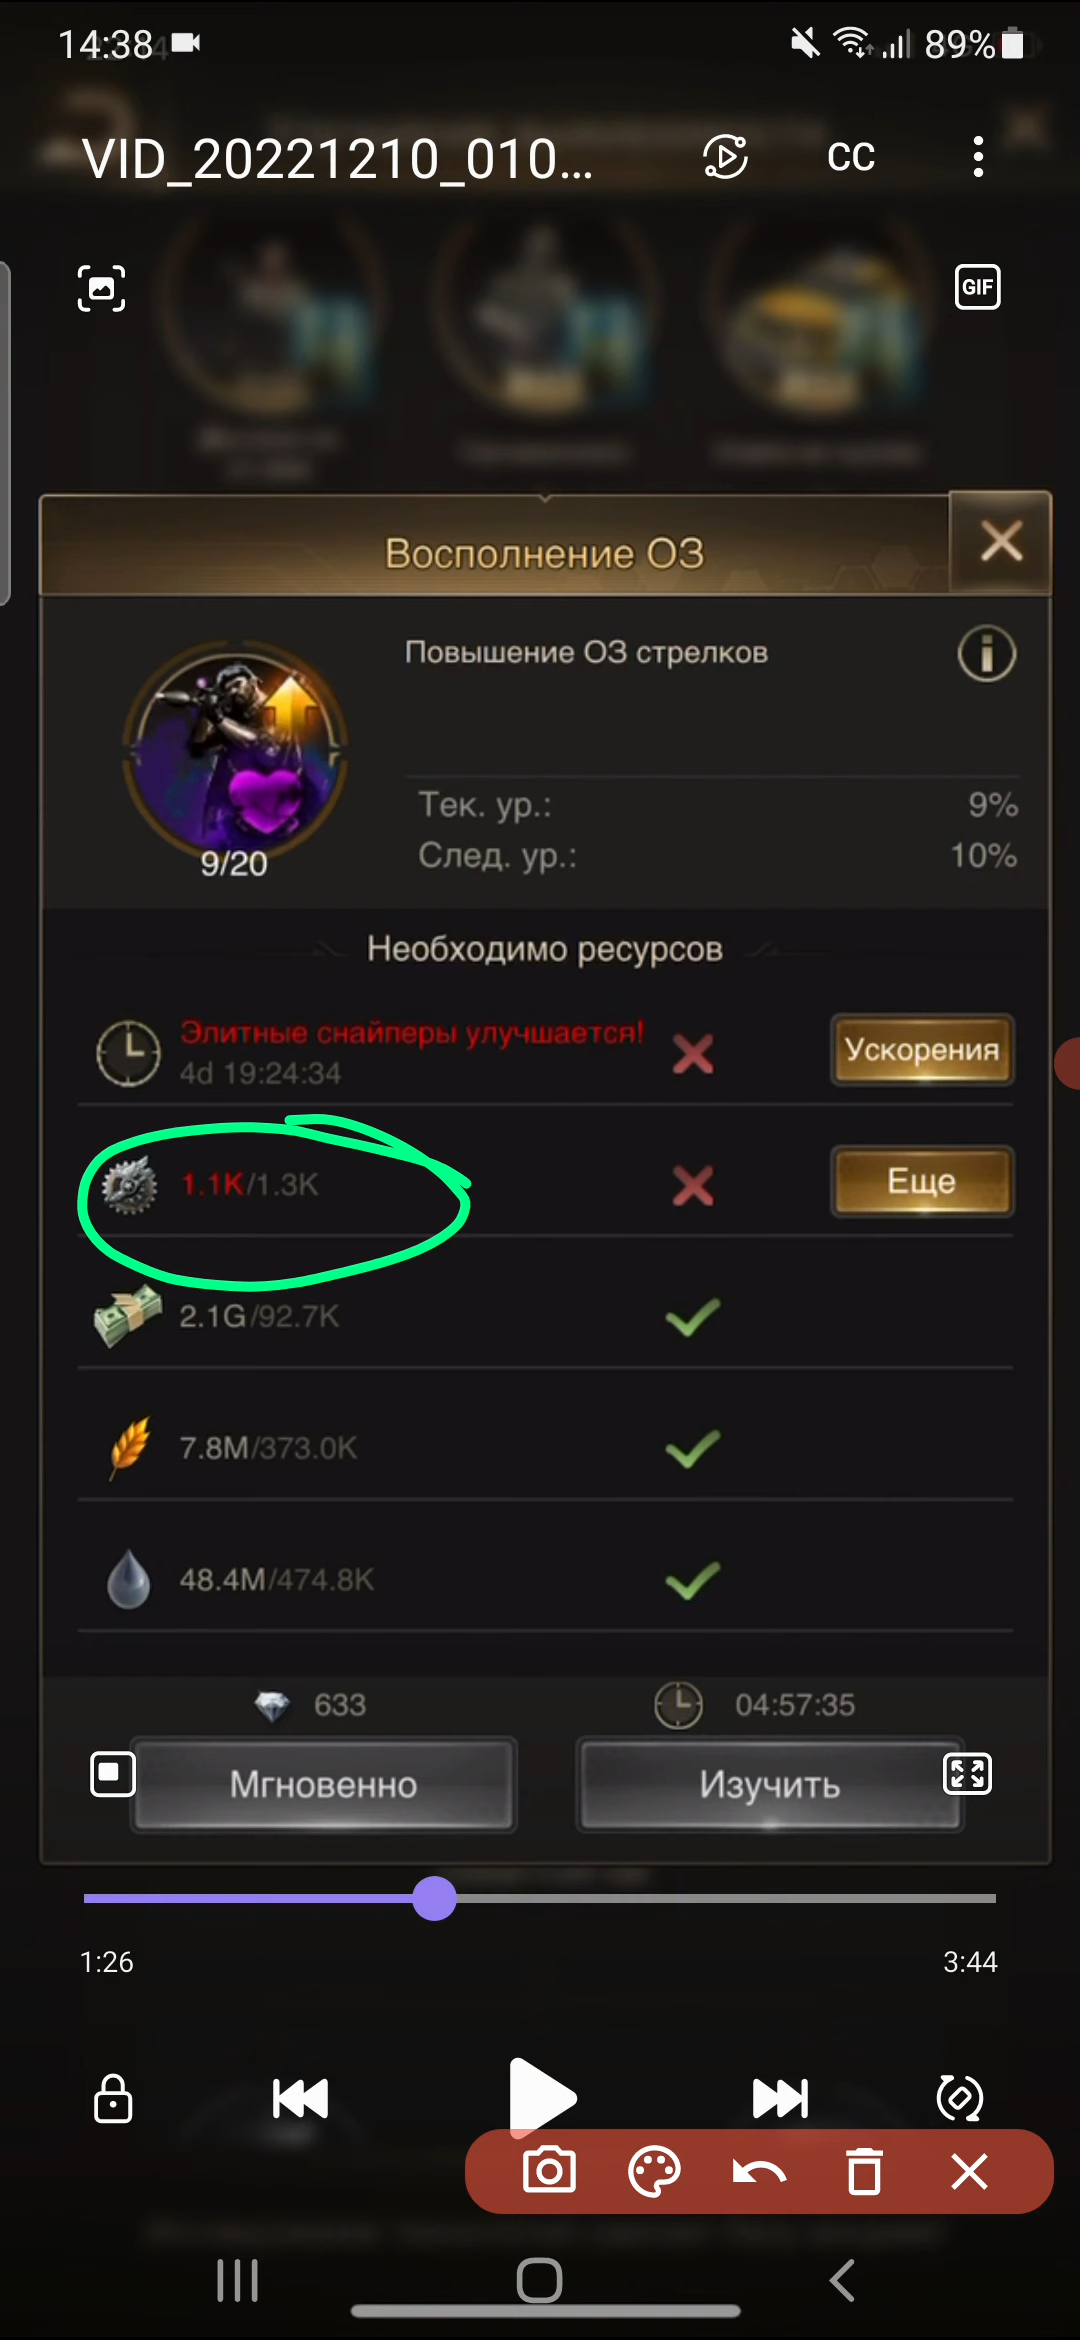 14:38
89%
VID_20221210_010...
CC
GIF
Восполнение ОЗ
Повышение ОЗ стрелков
Тек. ур.: 9%
9/20
След. ур.: 10%
Необходимо ресурсов
Элитные снайперы улучшается!
4d 19:24:34
Ускорения
1.1K/1.3K
Еще
2.1G/92.7K
7.8M/373.0K
48.4M/474.8K
633
04:57:35
Мгновенно
Изучить
1:26
3:44